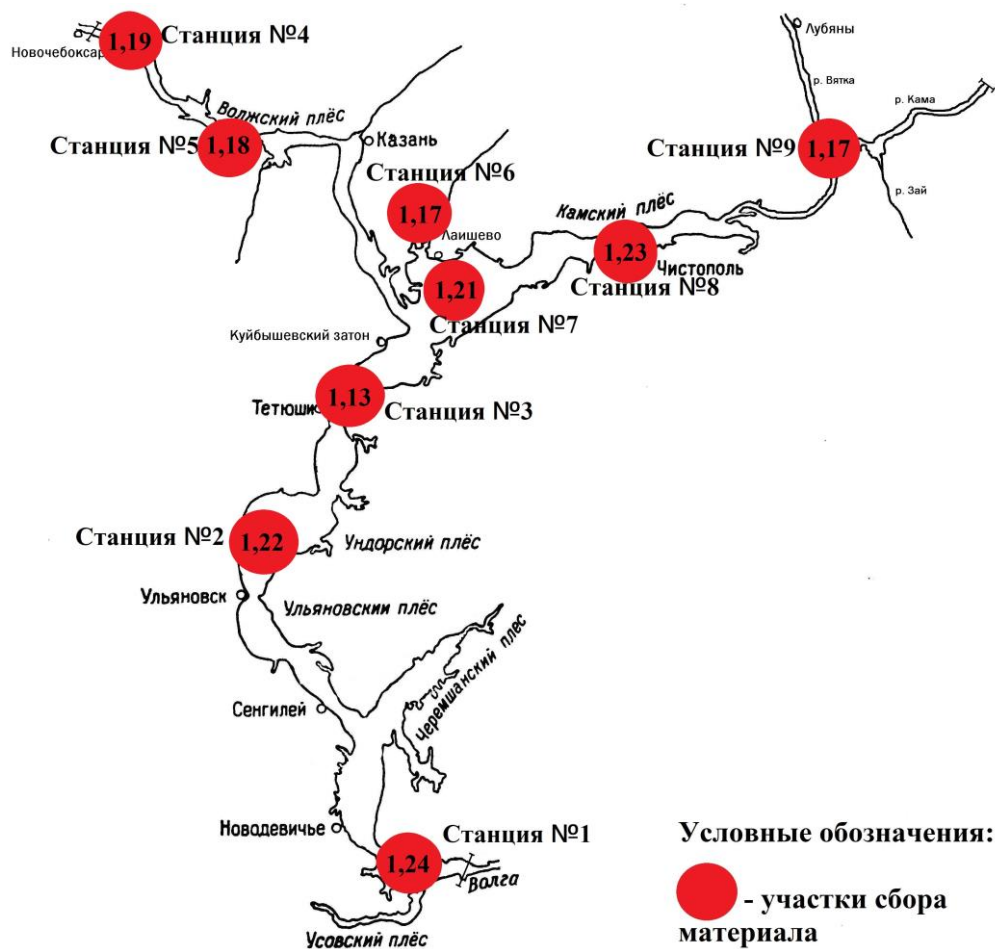 Станция №4
1,19
Новочебоксар
Волжский плёс
Станция №5
1,18
Казань
Лубяны
р. Вятка
р. Кама
Станция №9
1,17
р. Зай
Станция №6
1,17
Лаишево
Камский плёс
1,23
Чистополь
Станция №8
1,21
Станция №7
Куйбышевский затон
1,13
Тетюши
Станция №3
Станция №2
1,22
Ундорский плёс
Ульяновск
Ульяновский плёс
Черемшанский плес
Сенгилей
Новодевичье
Станция №1
1,24
Волга
Усовский плёс
Условные обозначения:
- участки сбора
материала